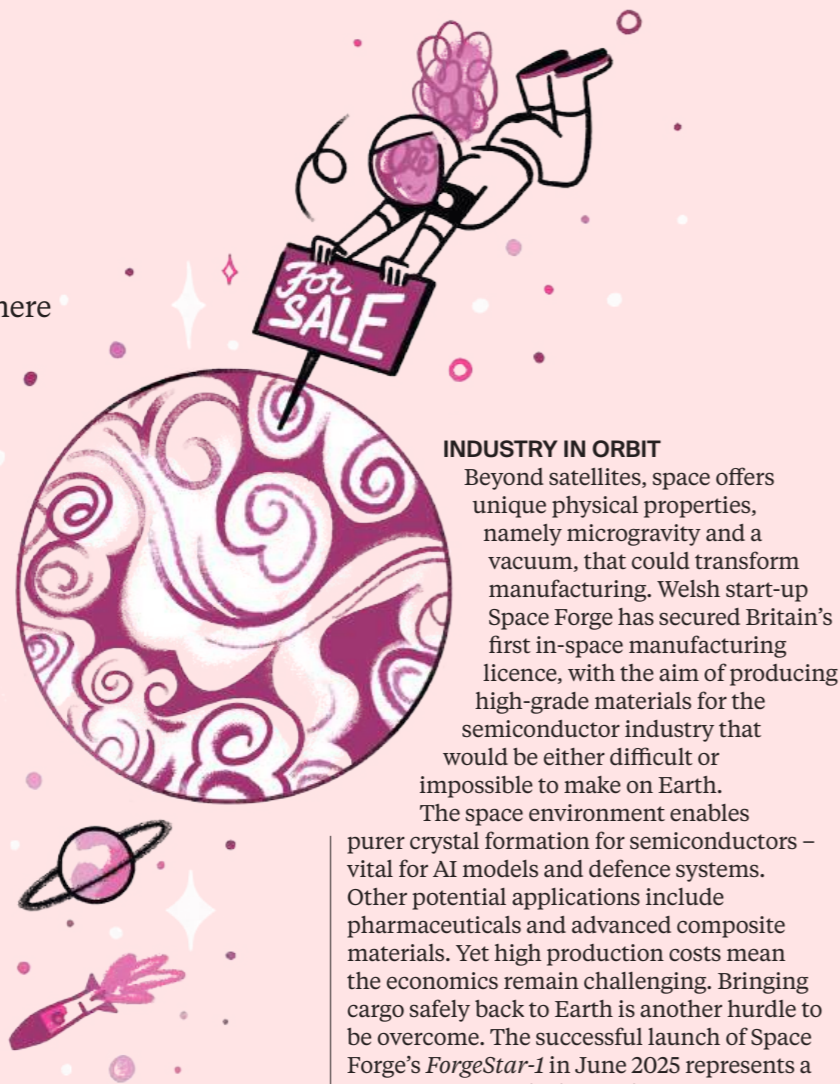 For
SALE
here
INDUSTRY IN ORBIT
Beyond satellites, space offers
unique physical properties,
namely microgravity and a
vacuum, that could transform
manufacturing. Welsh start-up
Space Forge has secured Britain’s
first in-space manufacturing
licence, with the aim of producing
high-grade materials for the
semiconductor industry that
would be either difficult or
impossible to make on Earth.
The space environment enables
purer crystal formation for semiconductors –
vital for AI models and defence systems.
Other potential applications include
pharmaceuticals and advanced composite
materials. Yet high production costs mean
the economics remain challenging. Bringing
cargo safely back to Earth is another hurdle to
be overcome. The successful launch of Space
Forge’s ForgeStar-1 in June 2025 represents a